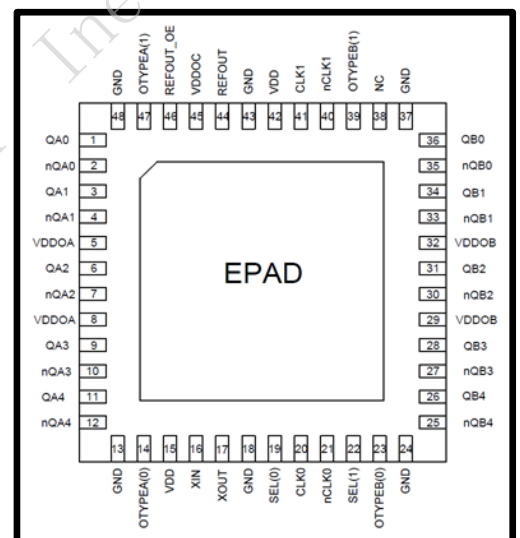 Ine
GND OTYPEA(1) REFOUT_OE VDDOC REFOUT GND VDD CLK1 nCLK1 OTYPEB(1) NC GND
48 47 46 45 44 43 42 41 40 39 38 37
QA0 1 36 QB0
nQA0 2 35 nQB0
QA1 3 34 QB1
nQA1 4 33 nQB1
VDDOA 5 32 VDDOB
QA2 6 31 QB2
nQA2 7 30 nQB2
VDDOA 8 29 VDDOB
QA3 9 28 QB3
nQA3 10 27 nQB3
QA4 11 26 QB4
nQA4 12 25 nQB4
EPAD
13 14 15 16 17 18 19 20 21 22 23 24
GND OTYPEA(0) VDD XIN XOUT GND SEL(0) CLK0 nCLK0 SEL(1) OTYPEB(0) GND